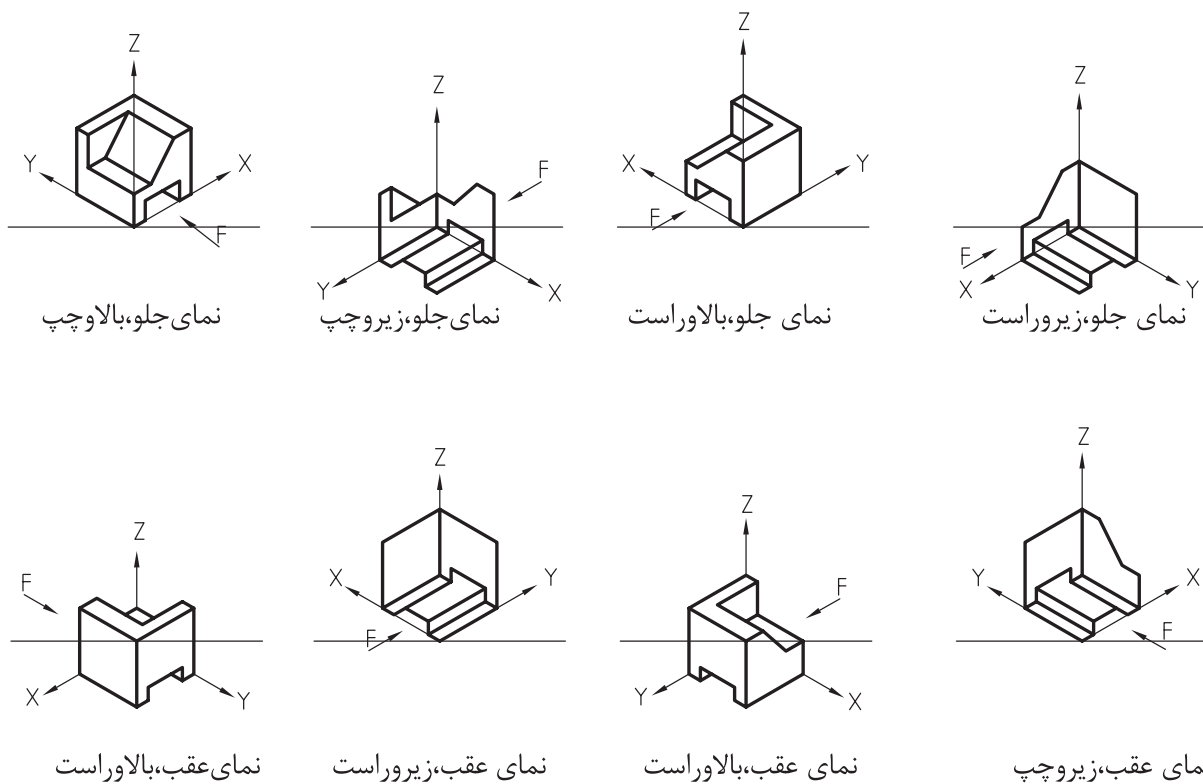 Z
F
X
Y
نمای جلو،زیروراست
Z
X
Y
F
نمای جلو،بالاوراست
Z
F
Y
X
نمای‌جلو،زیروچپ
Z
Y
X
F
نمای‌جلو،بالاوچپ
Z
Y
X
F
مای عقب،زیروچپ
Z
F
Y
X
نمای عقب،بالاوراست
Z
X
Y
F
نمای عقب،زیروراست
Z
F
X
Y
نمای‌عقب،بالاوراست